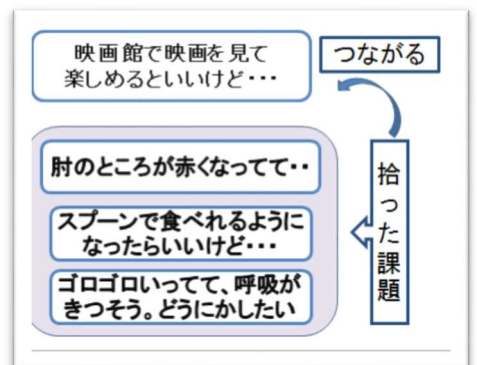 映画館で映画を見て
楽しめるといいけど・・・
つながる
肘のところが赤くなってて・・
スプーンで食べれるように
なったらいいけど・・・
ゴロゴロいってて、呼吸が
きつそう。どうにかしたい
拾った課題